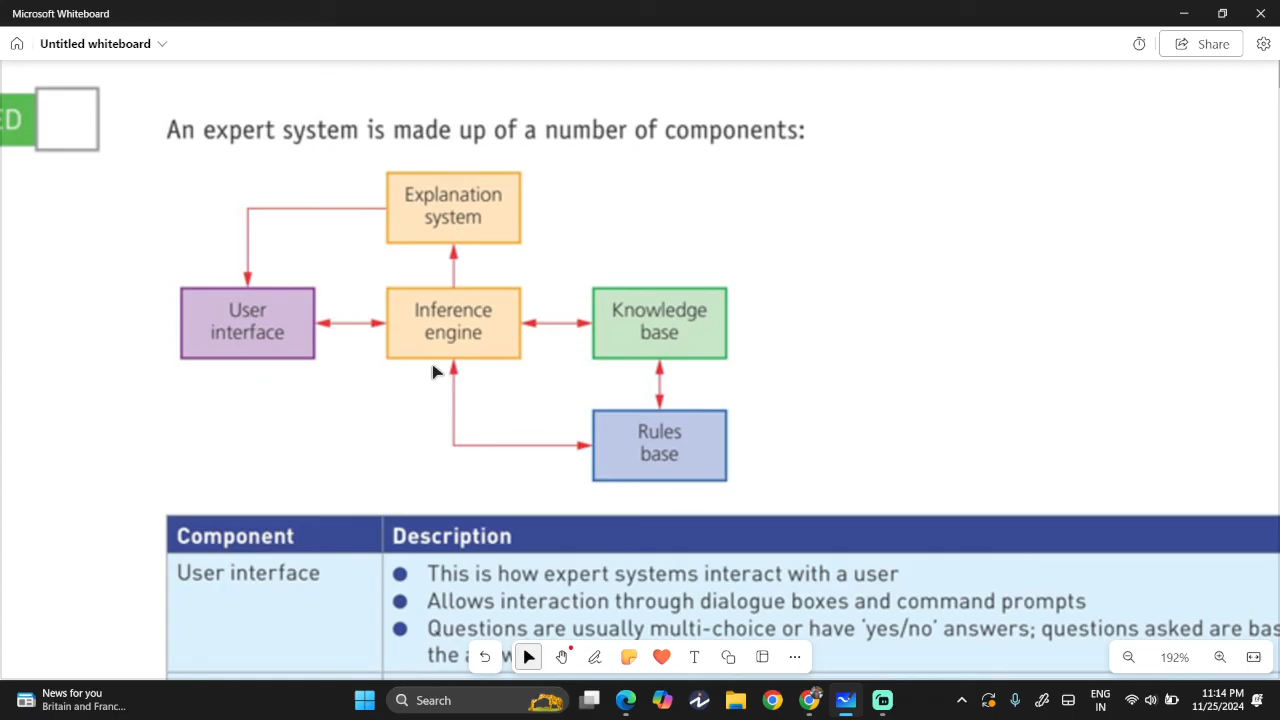 Microsoft Whiteboard
Untitled whiteboard
Share
ED
An expert system is made up of a number of components:
Explanation
system
User
interface
Inference
engine
Knowledge
base
Rules
base
Component Description
User interface
This is how expert systems interact with a user
Allows interaction through dialogue boxes and command prompts
Questions are usually multi-choice or have 'yes/no' answers; questions asked are
the
192%
News for you
Britain and Franc...
Search
ENG
IN
11:14 PM
11/25/2024